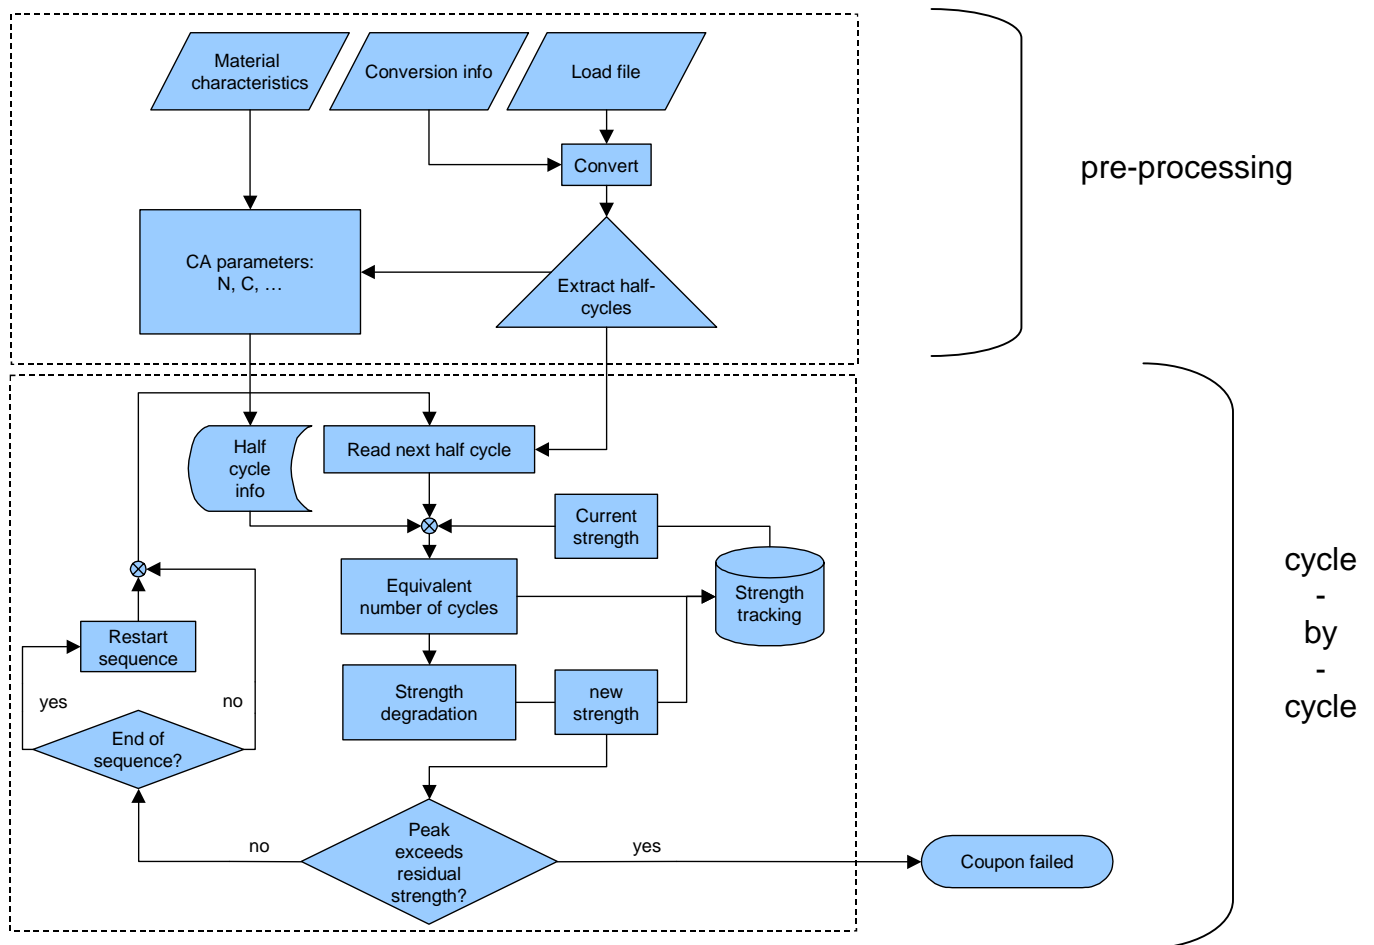 Material
characteristics
Conversion info
Load file
Convert
pre-processing
CA parameters:
N, C, …
Extract half-
cycles
Half
cycle
info
Read next half cycle
Current
strength
Equivalent
number of cycles
Strength
tracking
Restart
sequence
Strength
degradation
new
strength
yes
no
End of
sequence?
cycle
-
by
-
cycle
no
Peak
exceeds
residual
strength?
yes
Coupon failed